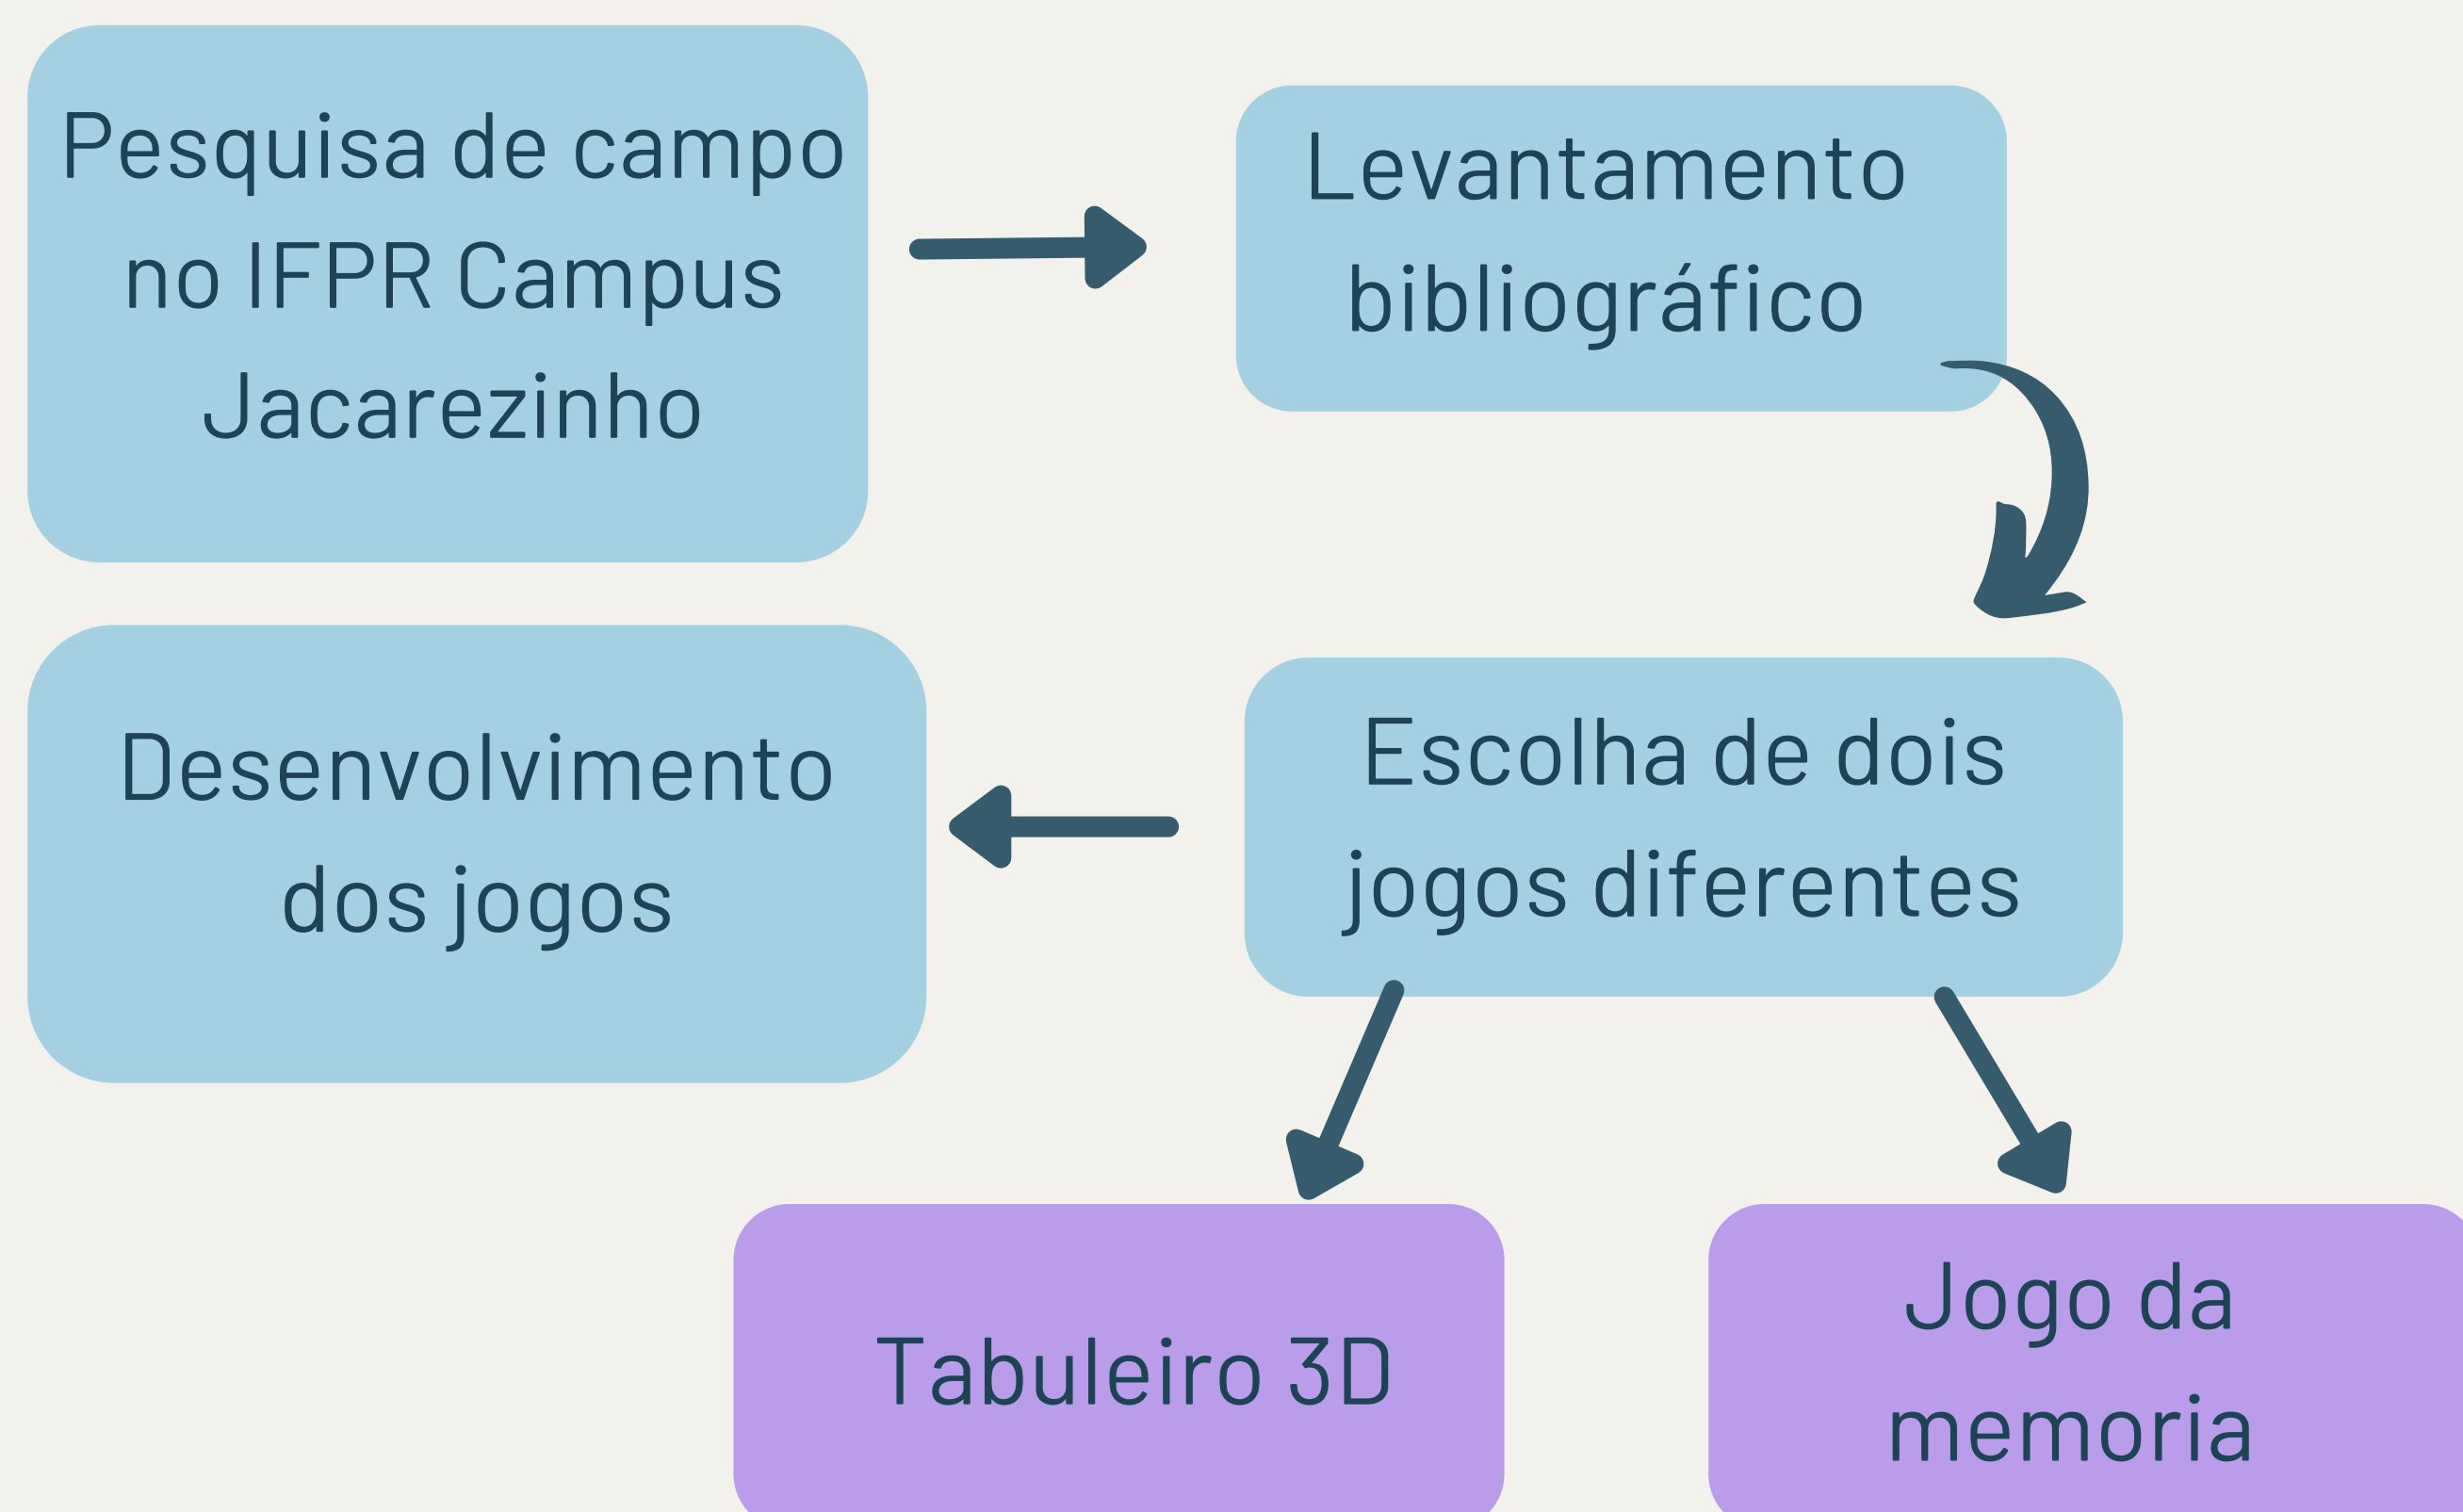 Pesquisa de campo
no IFPR Campus
Jacarezinho
Levantamento
bibliográfico
Escolha de dois
jogos diferentes
Desenvolvimento
dos jogos
Tabuleiro 3D
Jogo da
memoria